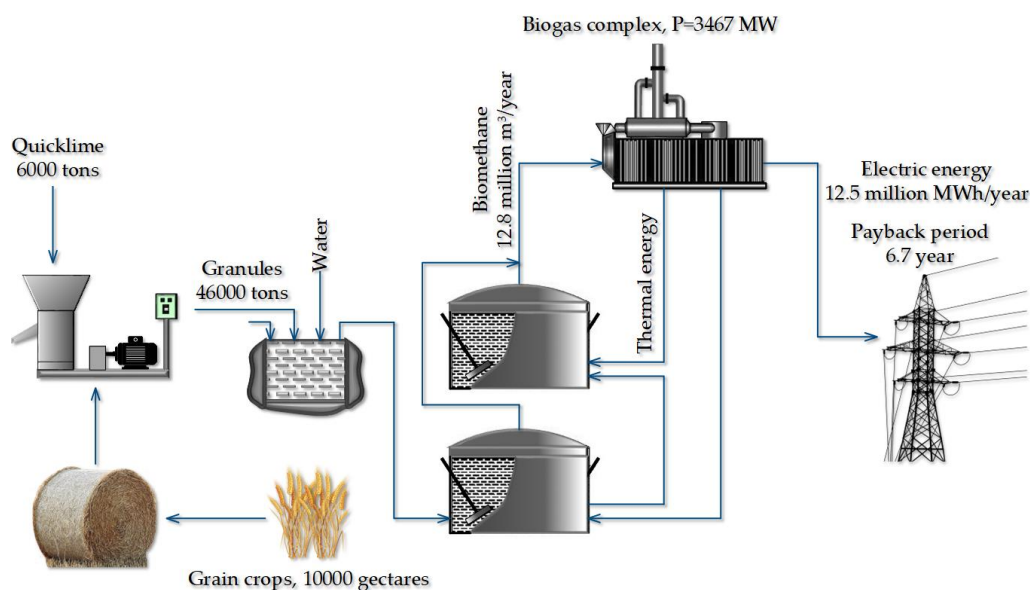 Biogas complex, P=3467 MW
Quicklime
6000 tons
Biomethane
12.8 million m³/year
Electric energy
12.5 million MWh/year
Payback period
6.7 year
Granules
46000 tons
Water
Thermal energy
Grain crops, 10000 gectares